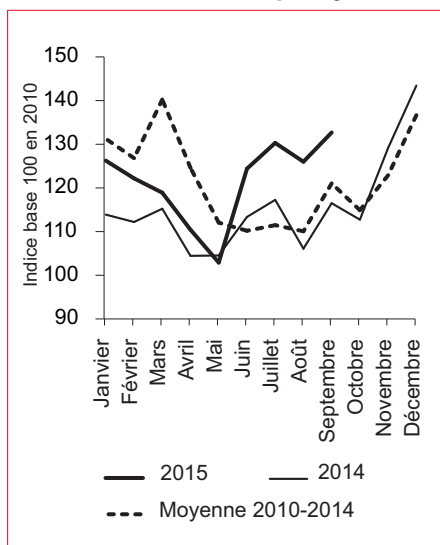 Indice base 100 en 2010
150
140
130
120
110
100
90
Janvier
Février
Mars
Avril
Mai
Juin
Juillet
Août
Septembre
Octobre
Novembre
Décembre
2015
2014
Moyenne 2010-2014